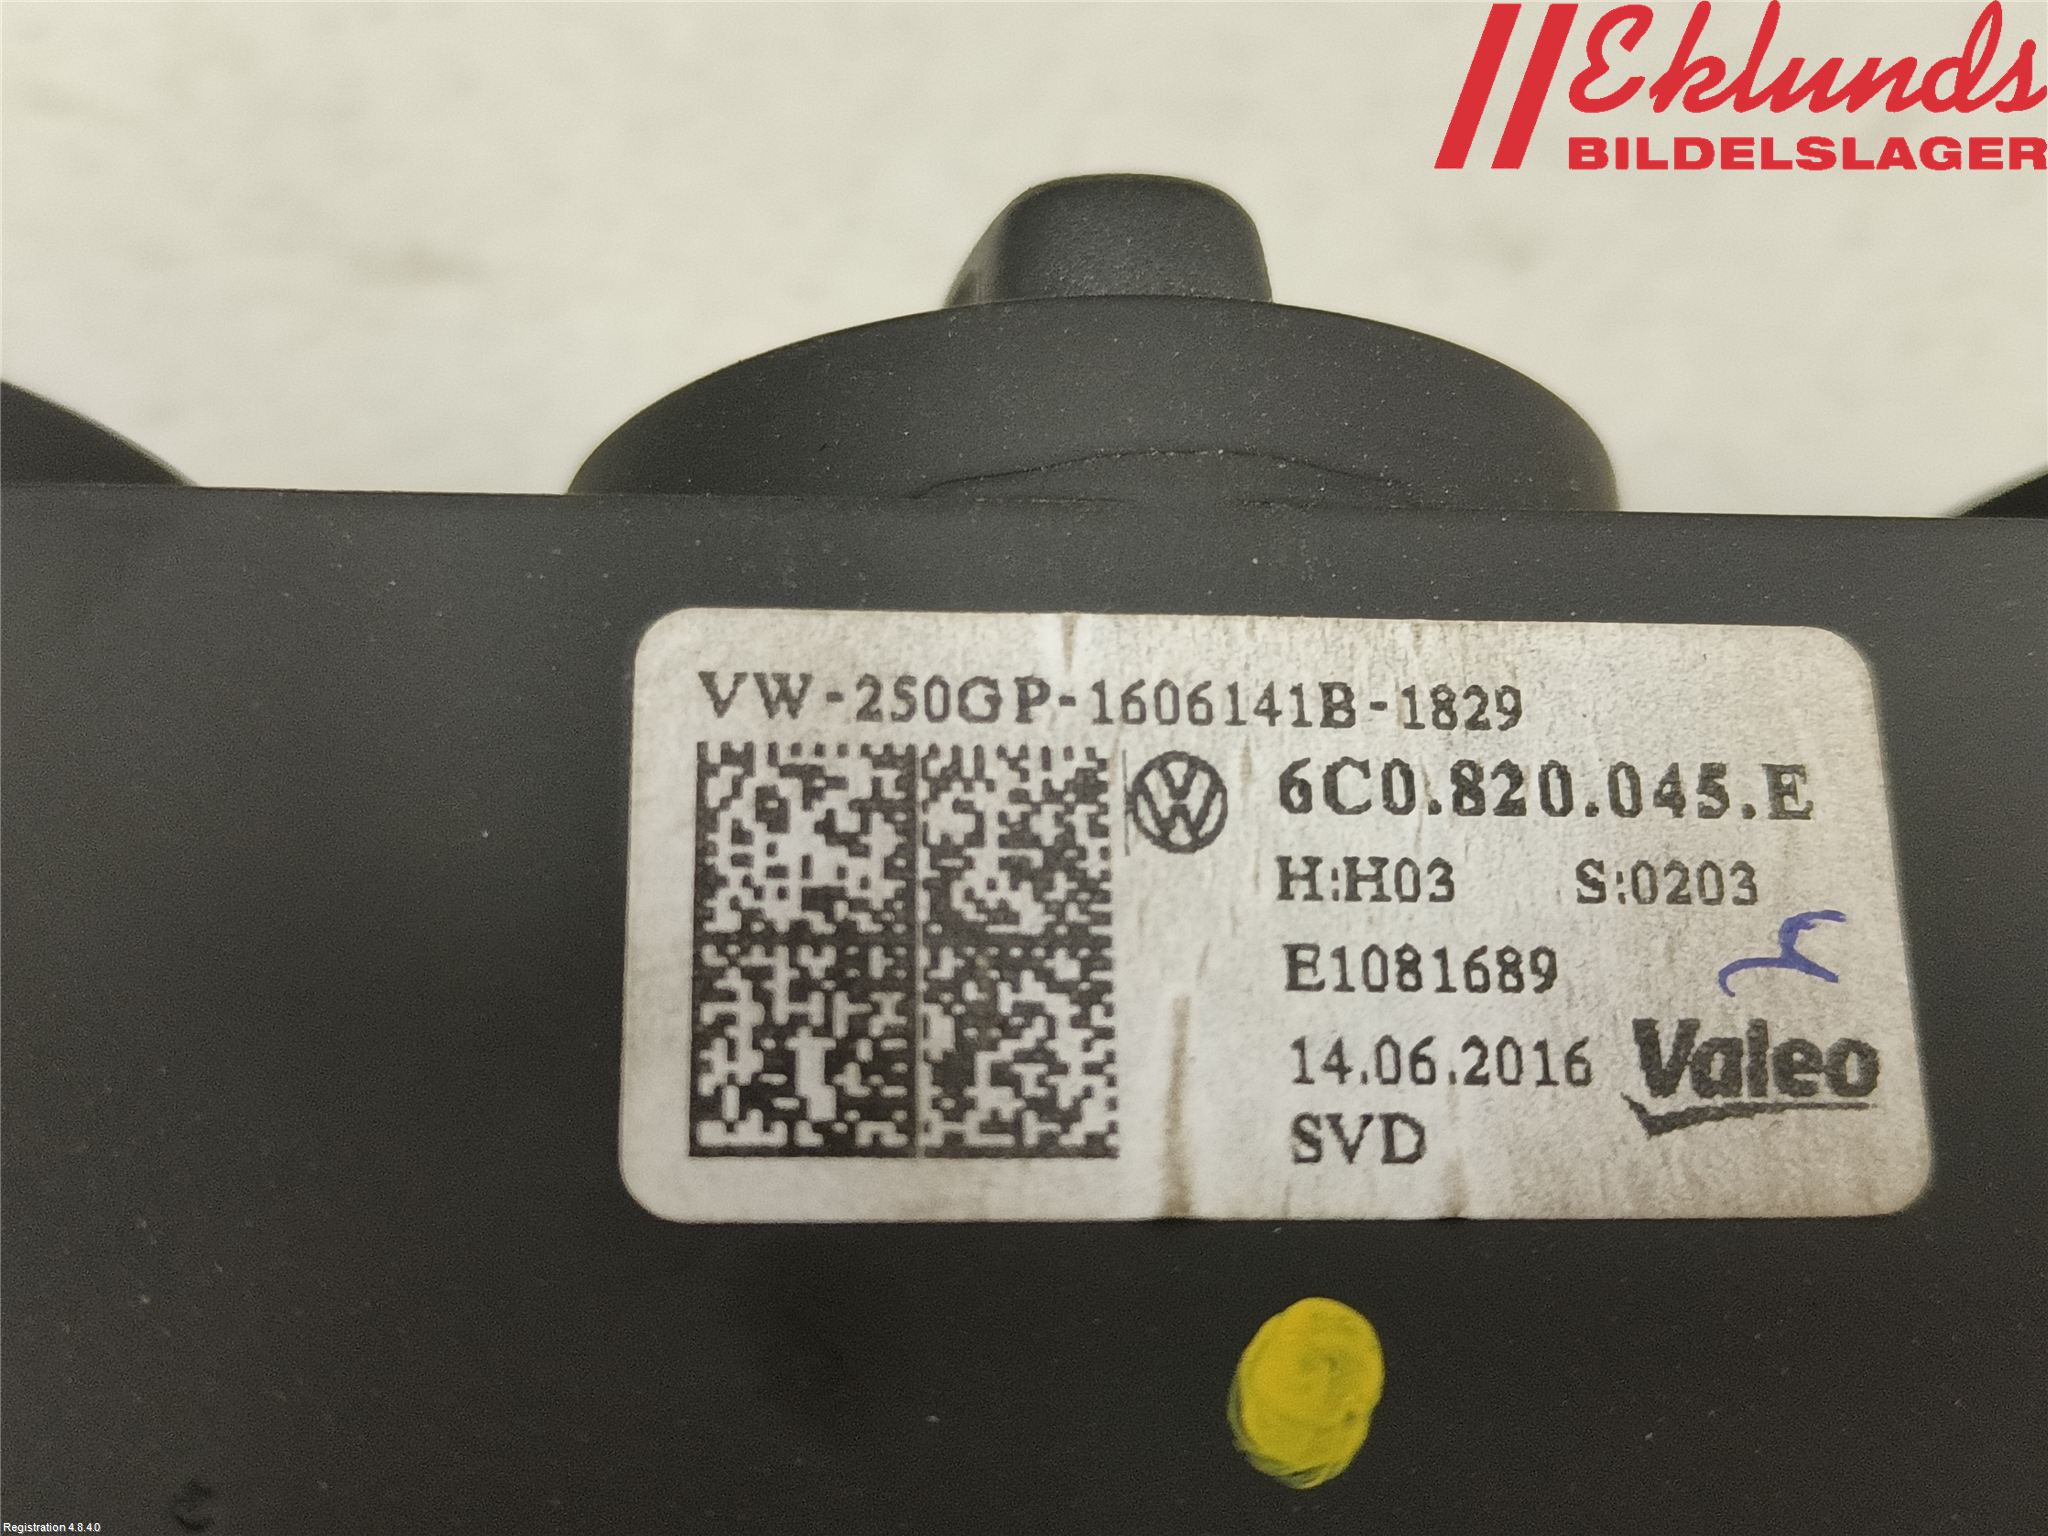 Eklunds
BILDELSLAGER
VW-250GP-1606141B-1829
6C0.820.045.E
H:H03 S:0203
E1081689
14.06.2016 Valeo
SVD
Registration 4.8.4.0